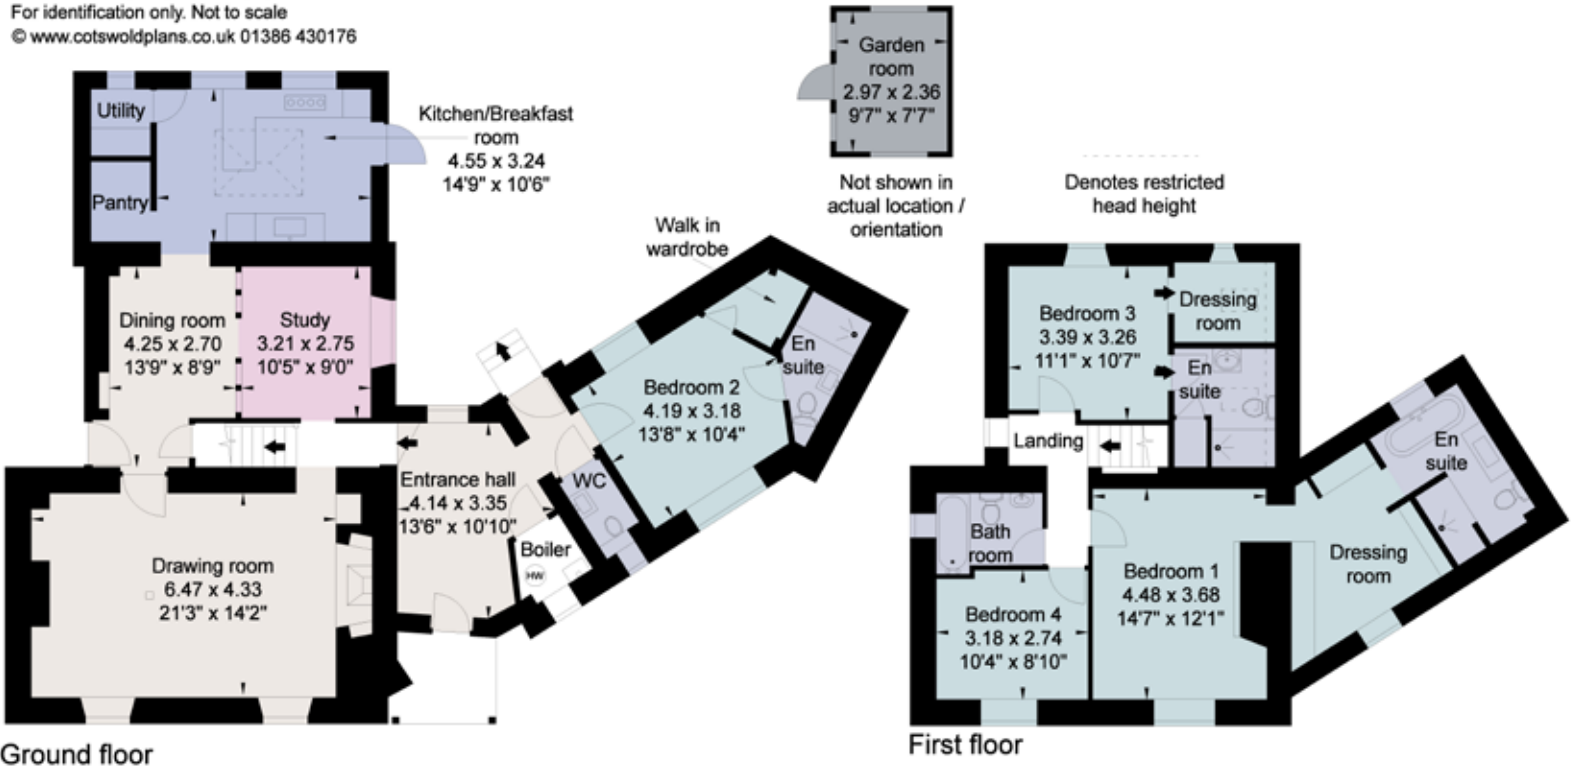 For identification only. Not to scale
© www.cotswoldplans.co.uk 01386 430176
Utility
Pantry
Kitchen/Breakfast
room
4.55 x 3.24
14'9" x 10'6"
Dining room
4.25 x 2.70
13'9" x 8'9"
Study
3.21 x 2.75
10'5" x 9'0"
Walk in
wardrobe
En
suite
Bedroom 2
4.19 x 3.18
13'8" x 10'4"
Entrance hall
4.14 x 3.35
13'6" x 10'10"
WC
Boiler
HW
Drawing room
6.47 x 4.33
21'3" x 14'2"
Ground floor
Garden
room
2.97 x 2.36
9'7" x 7'7"
Not shown in
actual location /
orientation
Denotes restricted
head height
Bedroom 3
3.39 x 3.26
11'1" x 10'7"
Dressing
room
En
suite
Landing
Bath
room
Bedroom 4
3.18 x 2.74
10'4" x 8'10"
Bedroom 1
4.48 x 3.68
14'7" x 12'1"
Dressing
room
En
suite
First floor